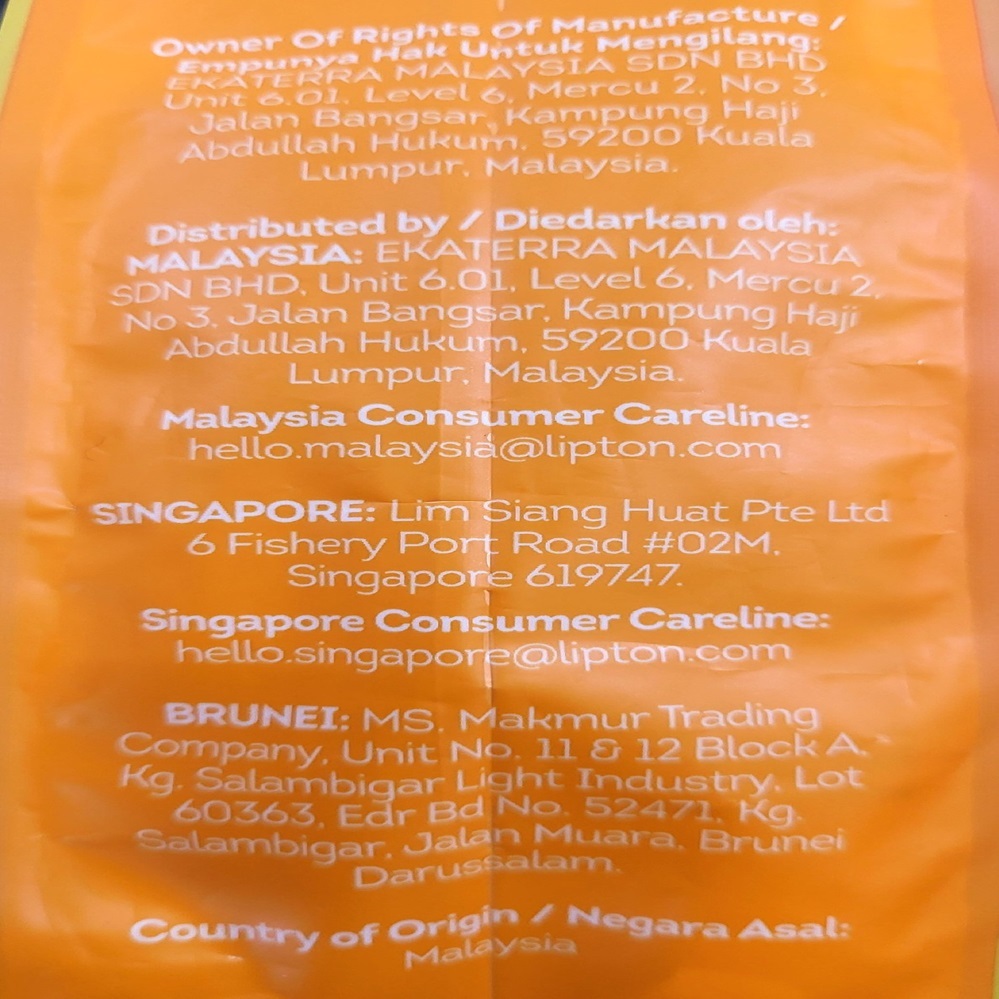 Owner Of Rights Of Manufacture /
Empunya Hak Untuk Mengilang:
EKATERRA MALAYSIA SDN BHD
Unit 6.01, Level 6, Mercu 2, No 3,
Jalan Bangsar, Kampung Haji
Abdullah Hukum, 59200 Kuala
Lumpur, Malaysia.
Distributed by / Diedarkan oleh:
MALAYSIA: EKATERRA MALAYSIA
SDN BHD, Unit 6.01, Level 6, Mercu 2,
No 3, Jalan Bangsar, Kampung Haji
Abdullah Hukum, 59200 Kuala
Lumpur, Malaysia.
Malaysia Consumer Careline:
hello.malaysia@lipton.com
SINGAPORE: Lim Siang Huat Pte Ltd
6 Fishery Port Road #02M,
Singapore 619747.
Singapore Consumer Careline:
hello.singapore@lipton.com
BRUNEI: MS. Makmur Trading
Company, Unit No. 11 & 12 Block A,
Kg. Salambigar Light Industry, Lot
60363, Edr Bd No. 52471, Kg.
Salambigar, Jalan Muara, Brunei
Darussalam.
Country of Origin / Negara Asal:
Malaysia